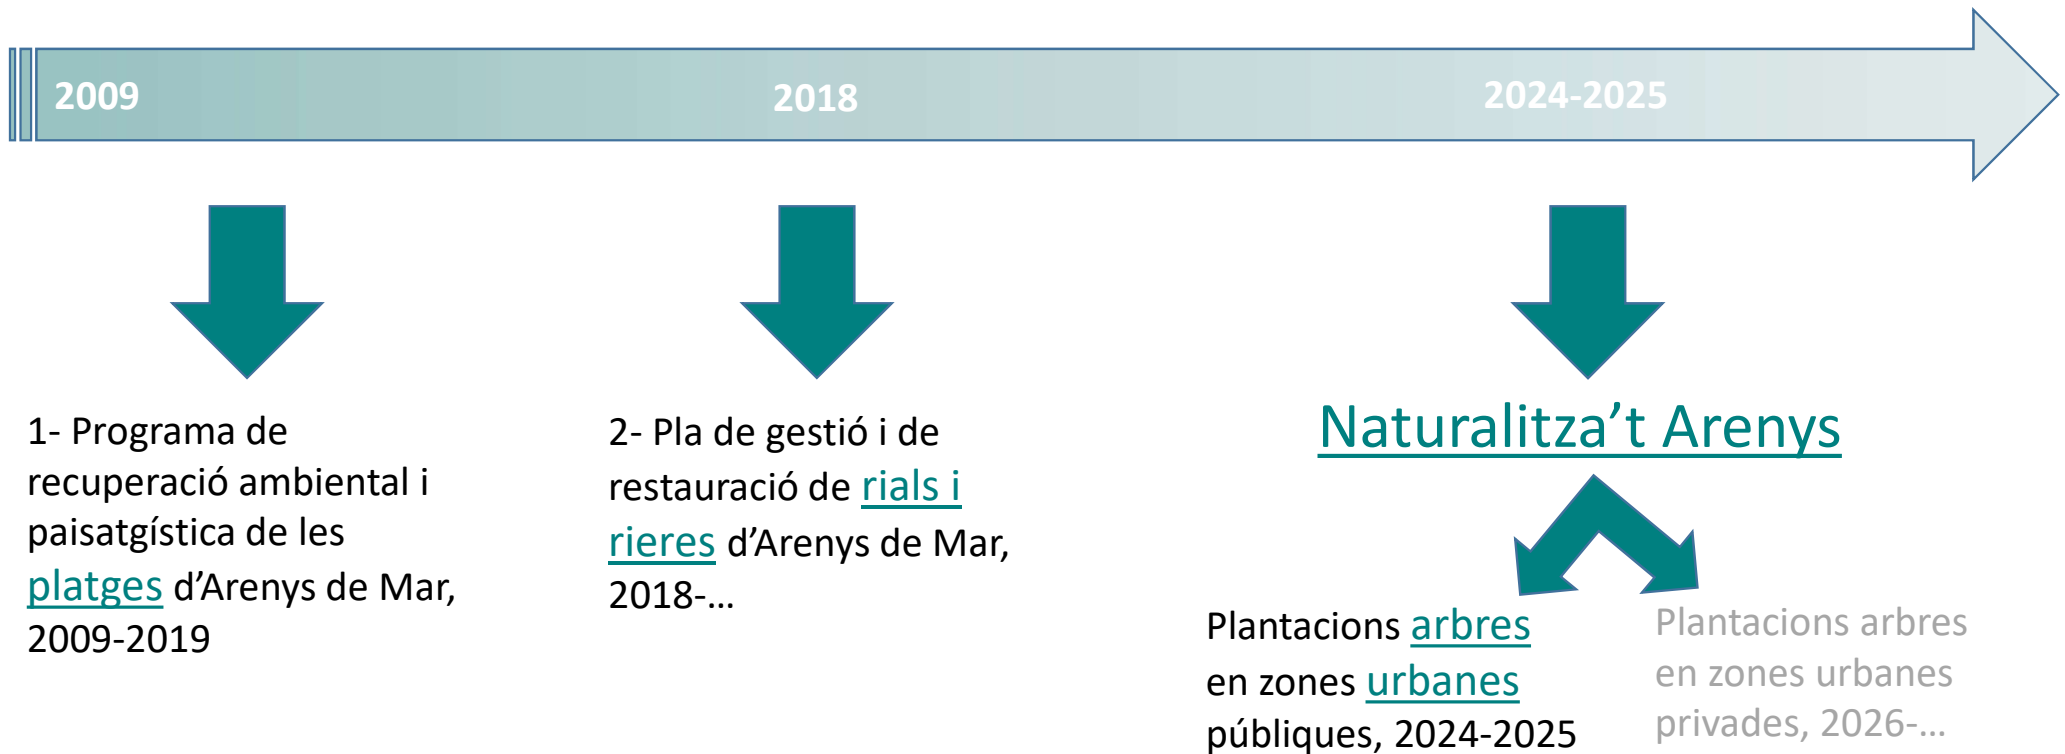 2009
2018
2024-2025
1- Programa de
recuperació ambiental i
paisatgística de les
platges d’Arenys de Mar,
2009-2019
2- Pla de gestió i de
restauració de rials i
rieres d’Arenys de Mar,
2018-…
Naturalitza’t Arenys
Plantacions arbres
en zones urbanes
públiques, 2024-2025
Plantacions arbres
en zones urbanes
privades, 2026-…